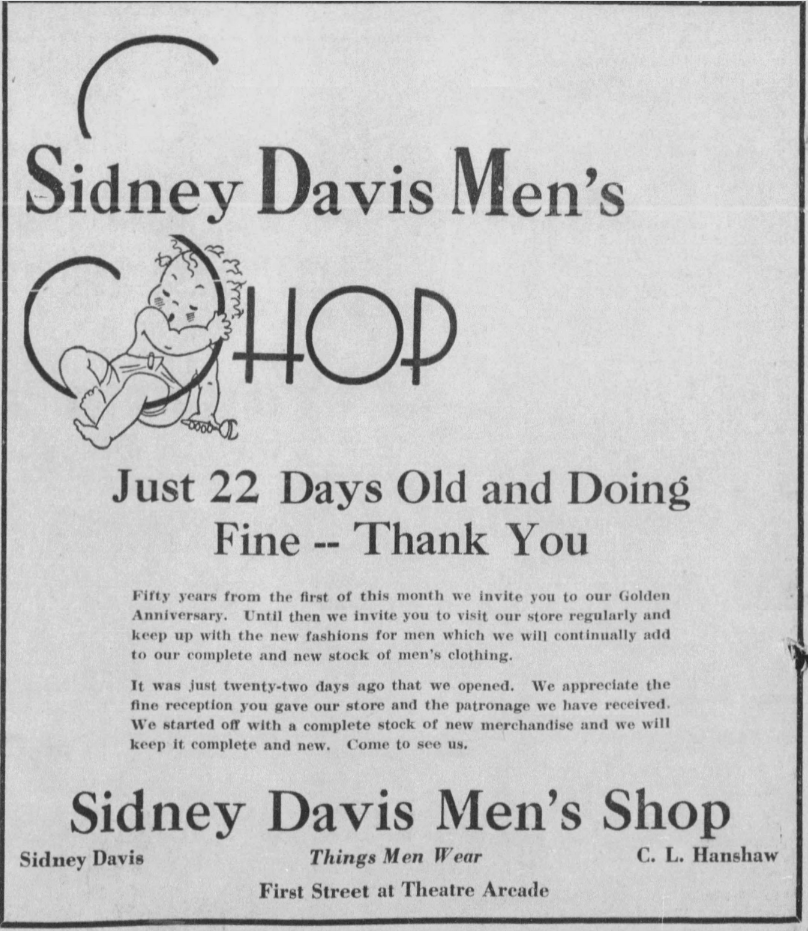 Sidney Davis Men's
SHOP
Just 22 Days Old and Doing
Fine -- Thank You
Fifty years from the first of this month we invite you to our Golden
Anniversary. Until then we invite you to visit our store regularly and
keep up with the new fashions for men which we will continually add
to our complete and new stock of men's clothing.
It was just twenty-two days ago that we opened. We appreciate the
fine reception you gave our store and the patronage we have received.
We started off with a complete stock of new merchandise and we will
keep it complete and new. Come to see us.
Sidney Davis Men's Shop
Sidney Davis Things Men Wear C. L. Hanshaw
First Street at Theatre Arcade